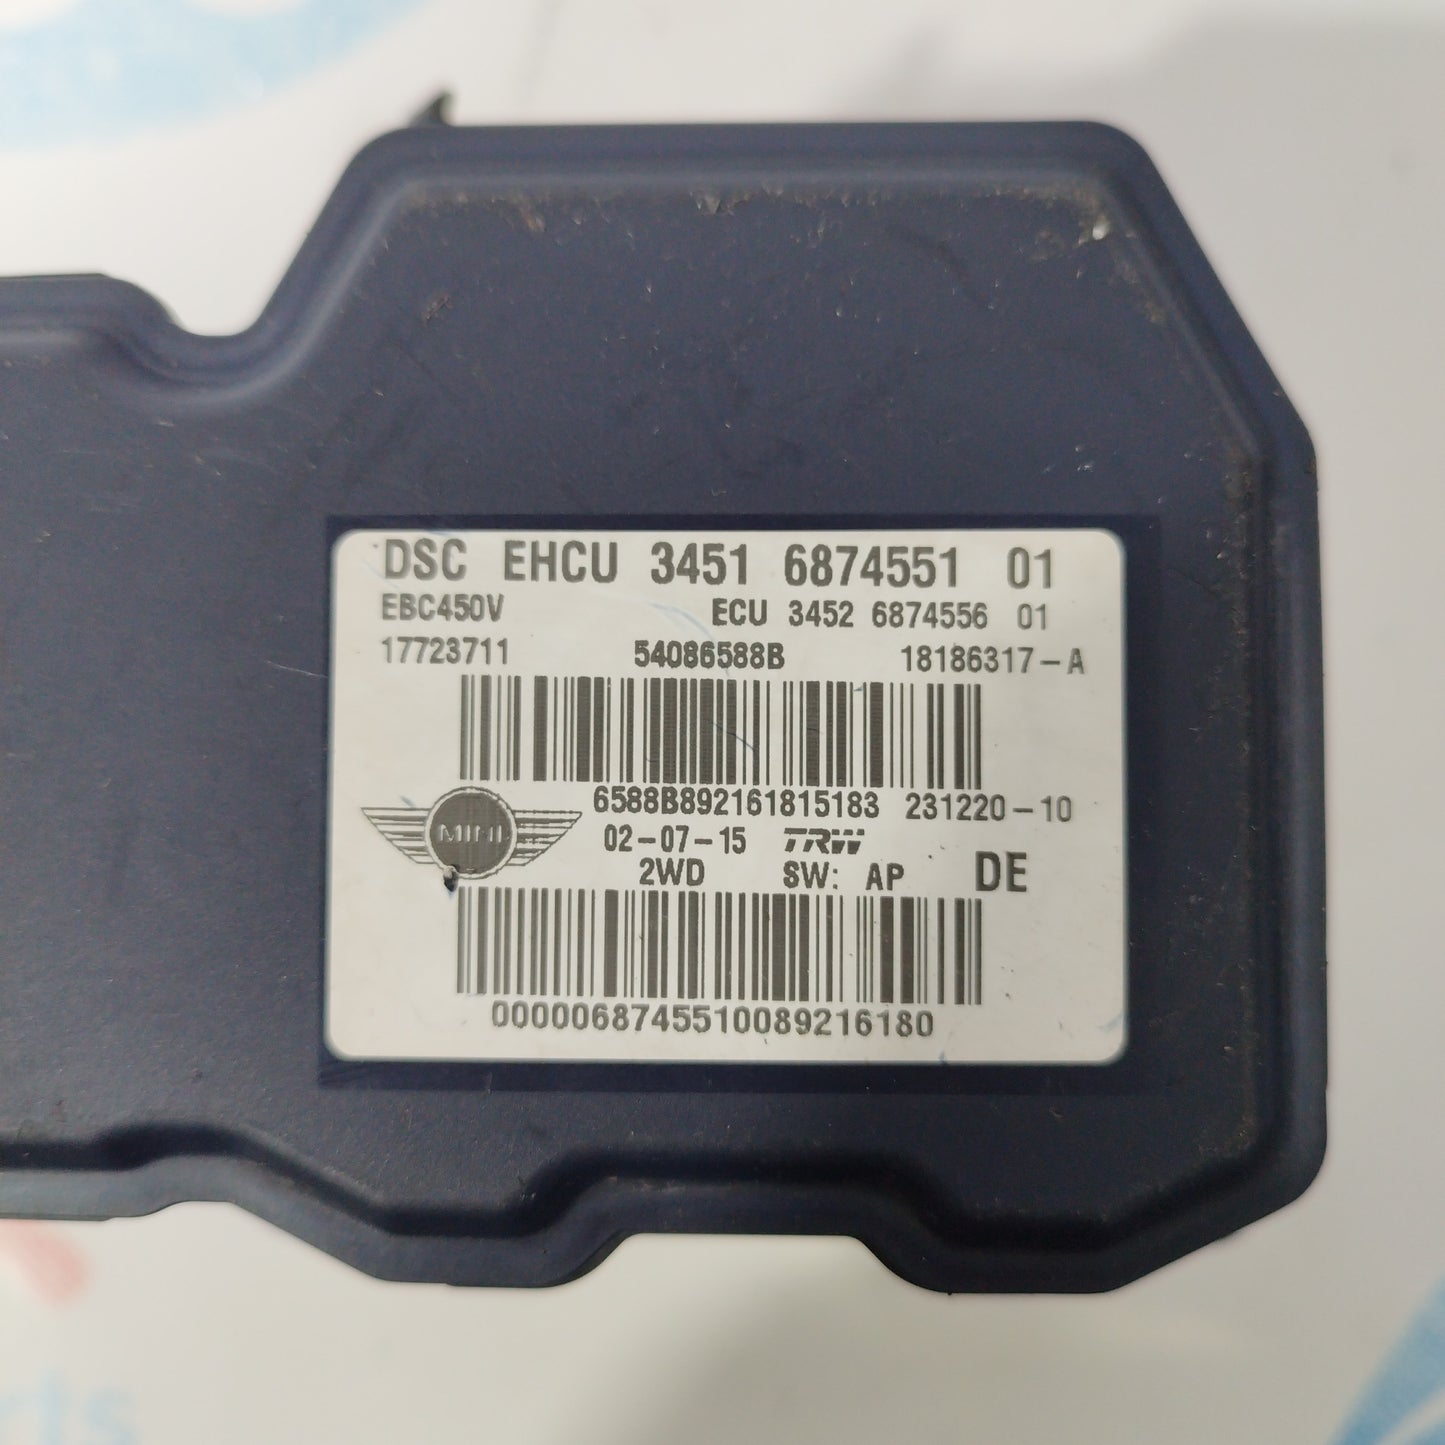 DSC EHCU 3451 6874551 01
EBC450V ECU 3452 6874556 01
17723711 54086588B 18186317-A
6588B892161815183 231220-10
MINI 02-07-15 TRW
2WD SW: AP DE
0000068745510089216180